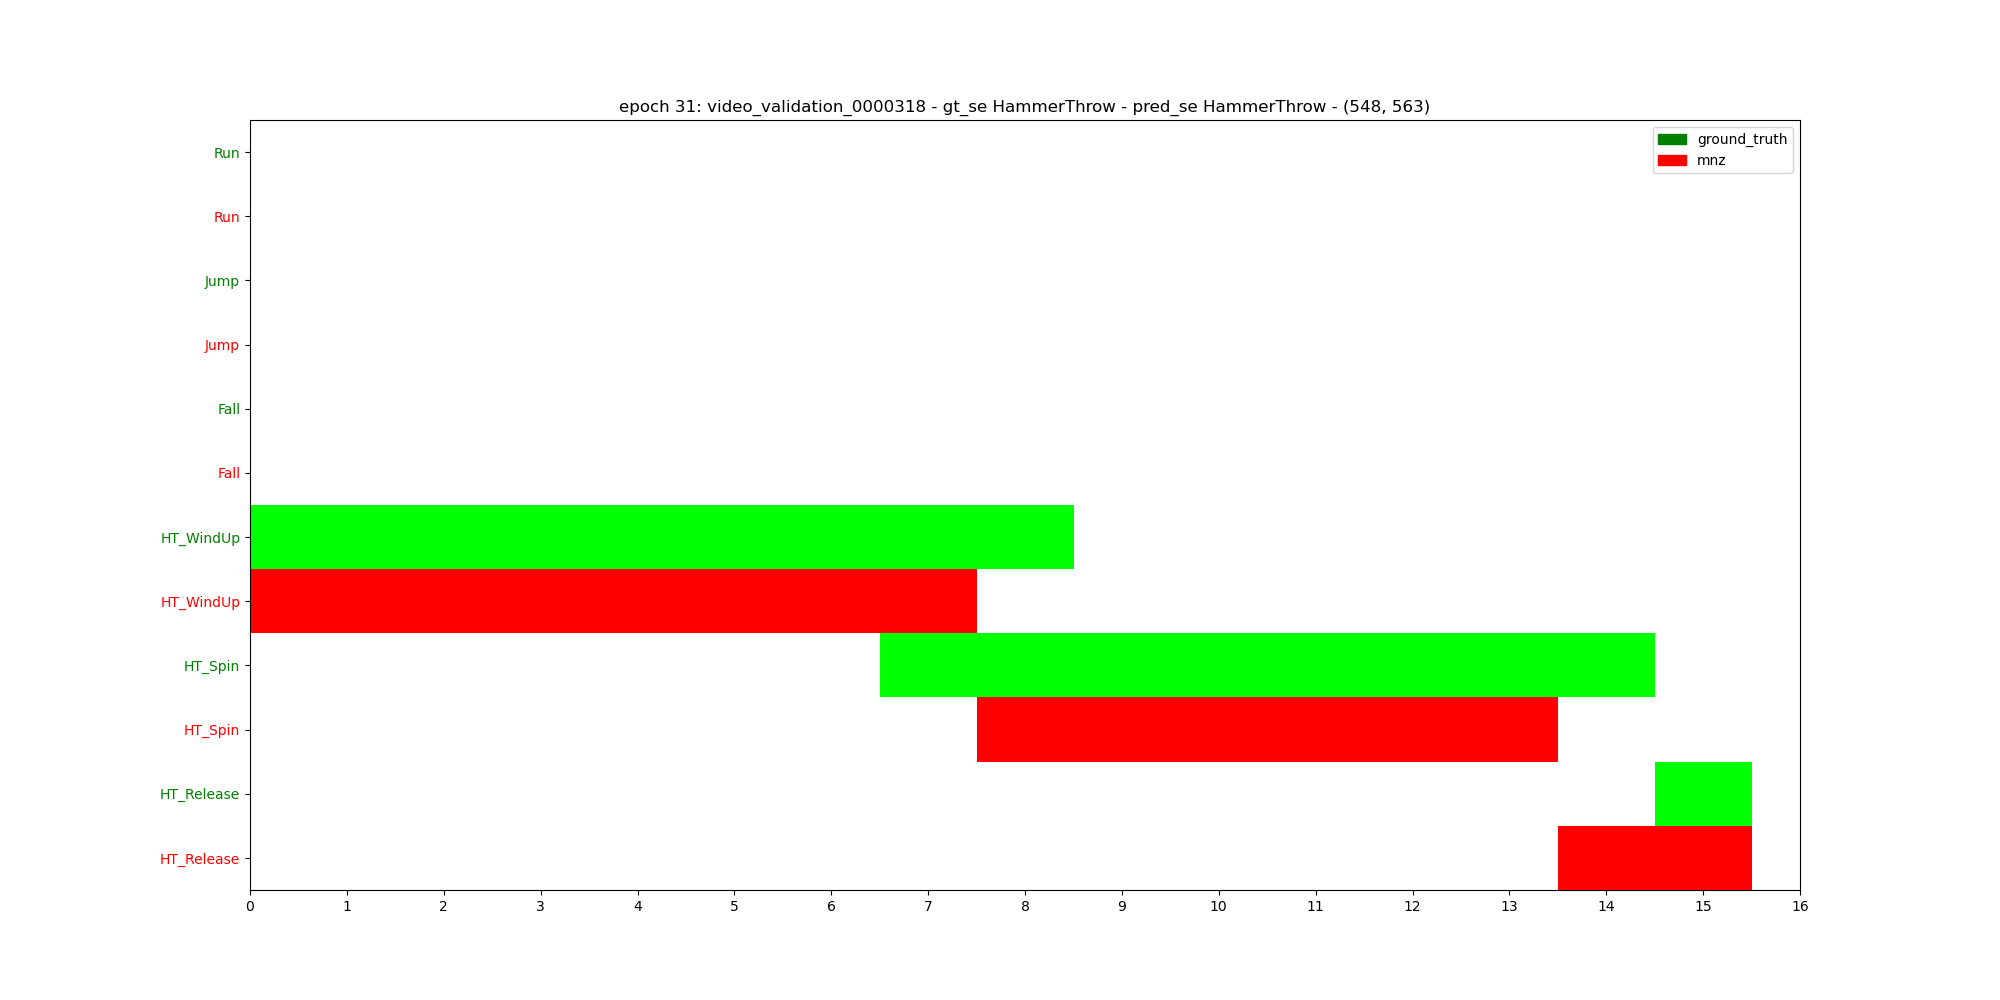 epoch 31: video_validation_0000318 - gt_se HammerThrow - pred_se HammerThrow - (548, 563)
ground_truth
mnz
Run
Run
Jump
Jump
Fall
Fall
HT_WindUp
HT_WindUp
HT_Spin
HT_Spin
HT_Release
HT_Release
0 1 2 3 4 5 6 7 8 9 10 11 12 13 14 15 16